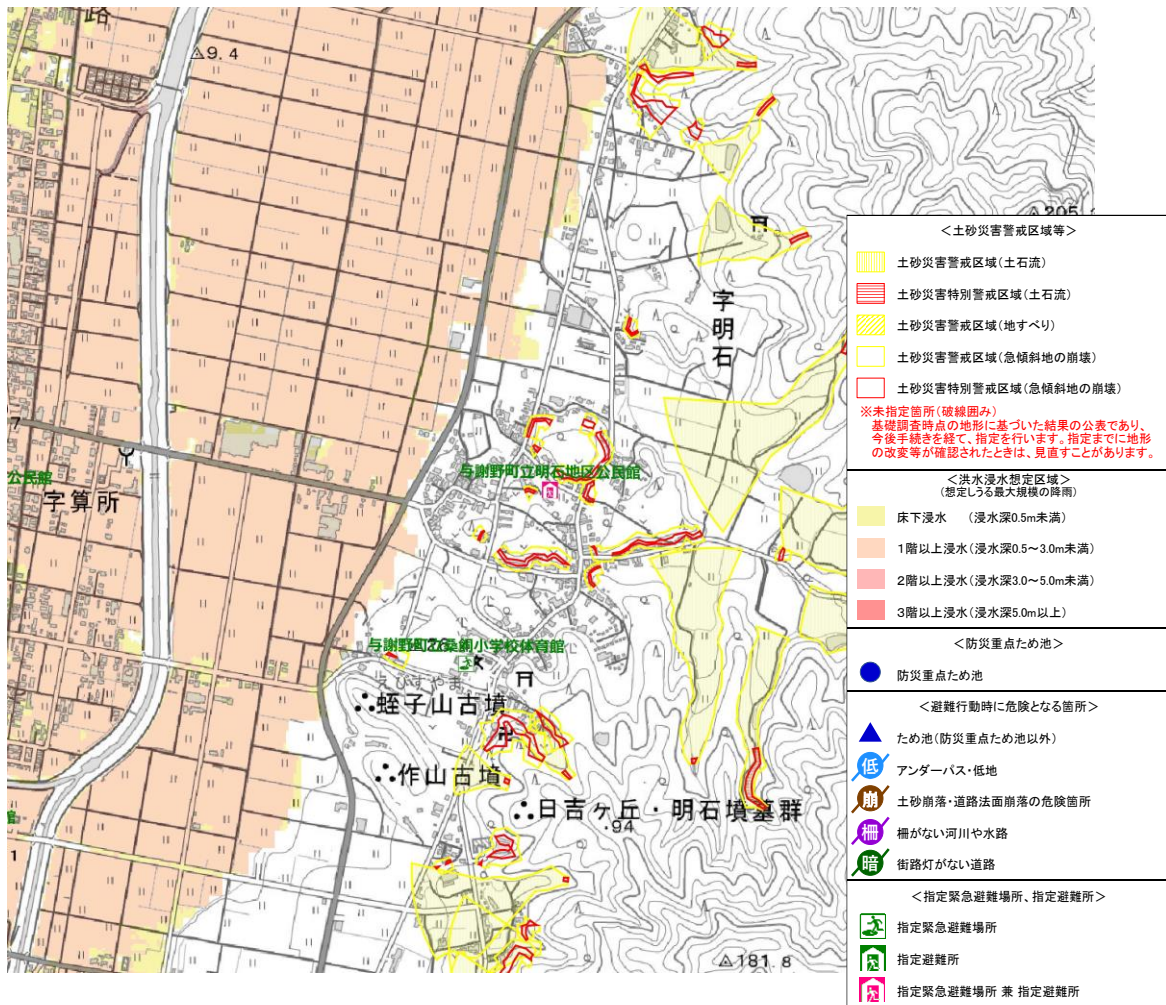 路
9.4
205.
字明石
7
公民館
字算所
与謝野町立明石地区公民館
与謝野町立桑飼小学校体育館
えびすやま
蛭子山古墳
作山古墳
日吉ヶ丘・明石墳墓群
94
館
1
181.8
＜土砂災害警戒区域等＞
土砂災害警戒区域(土石流)
土砂災害特別警戒区域(土石流)
土砂災害警戒区域(地すべり)
土砂災害警戒区域(急傾斜地の崩壊)
土砂災害特別警戒区域(急傾斜地の崩壊)
※未指定箇所(破線囲み)
基礎調査時点の地形に基づいた結果の公表であり、
今後手続きを経て、指定を行います。指定までに地形
の改変等が確認されたときは、見直すことがあります。
＜洪水浸水想定区域＞
(想定しうる最大規模の降雨)
床下浸水　(浸水深0.5m未満)
1階以上浸水(浸水深0.5～3.0m未満)
2階以上浸水(浸水深3.0～5.0m未満)
3階以上浸水(浸水深5.0m以上)
＜防災重点ため池＞
防災重点ため池
＜避難行動時に危険となる箇所＞
ため池(防災重点ため池以外)
低 アンダーパス・低地
崩 土砂崩落・道路法面崩落の危険箇所
柵 柵がない河川や水路
暗 街路灯がない道路
＜指定緊急避難場所、指定避難所＞
指定緊急避難場所
指定避難所
指定緊急避難場所 兼 指定避難所